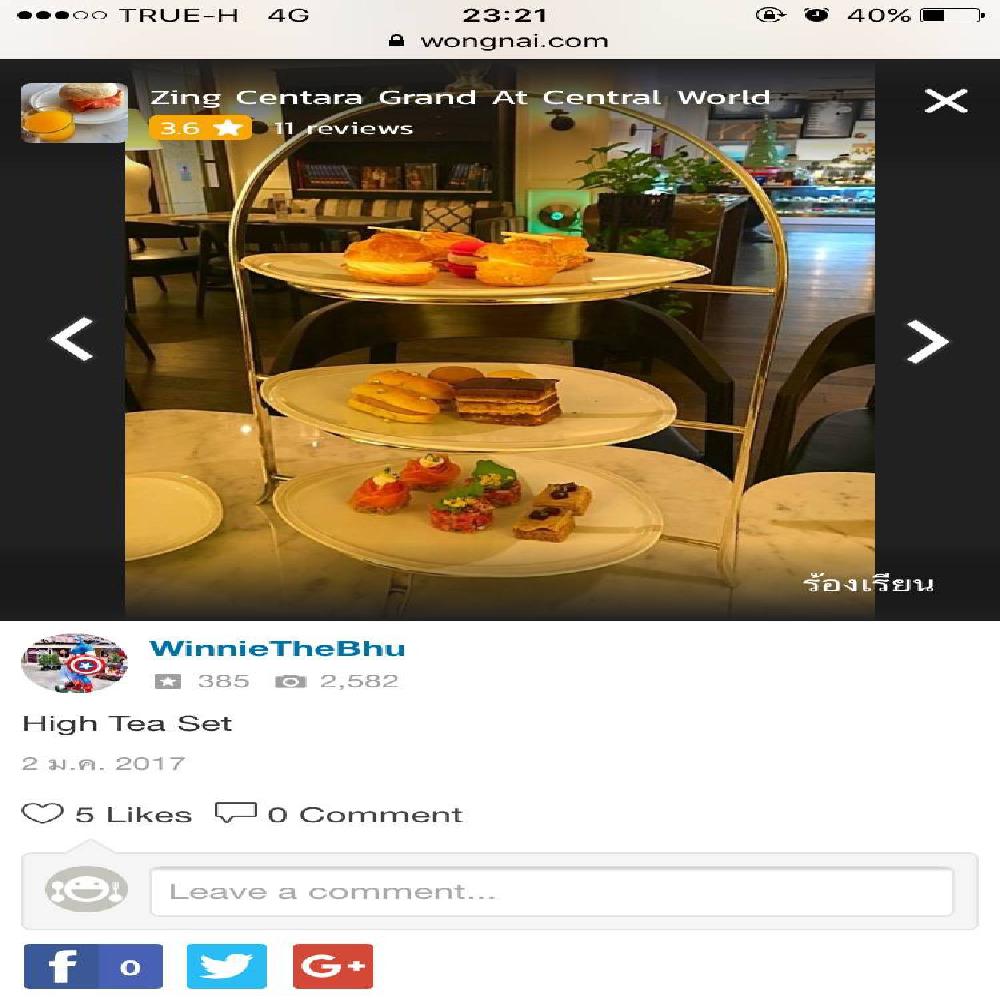 TRUE-H 4G 23:21 40%
wongnai.com
Zing Centara Grand At Central World
3.6 11 reviews
ร้องเรียน
WinnieTheBhu
385 2,582
High Tea Set
2 ม.ค. 2017
5 Likes 0 Comment
Leave a comment...
f 0 G+